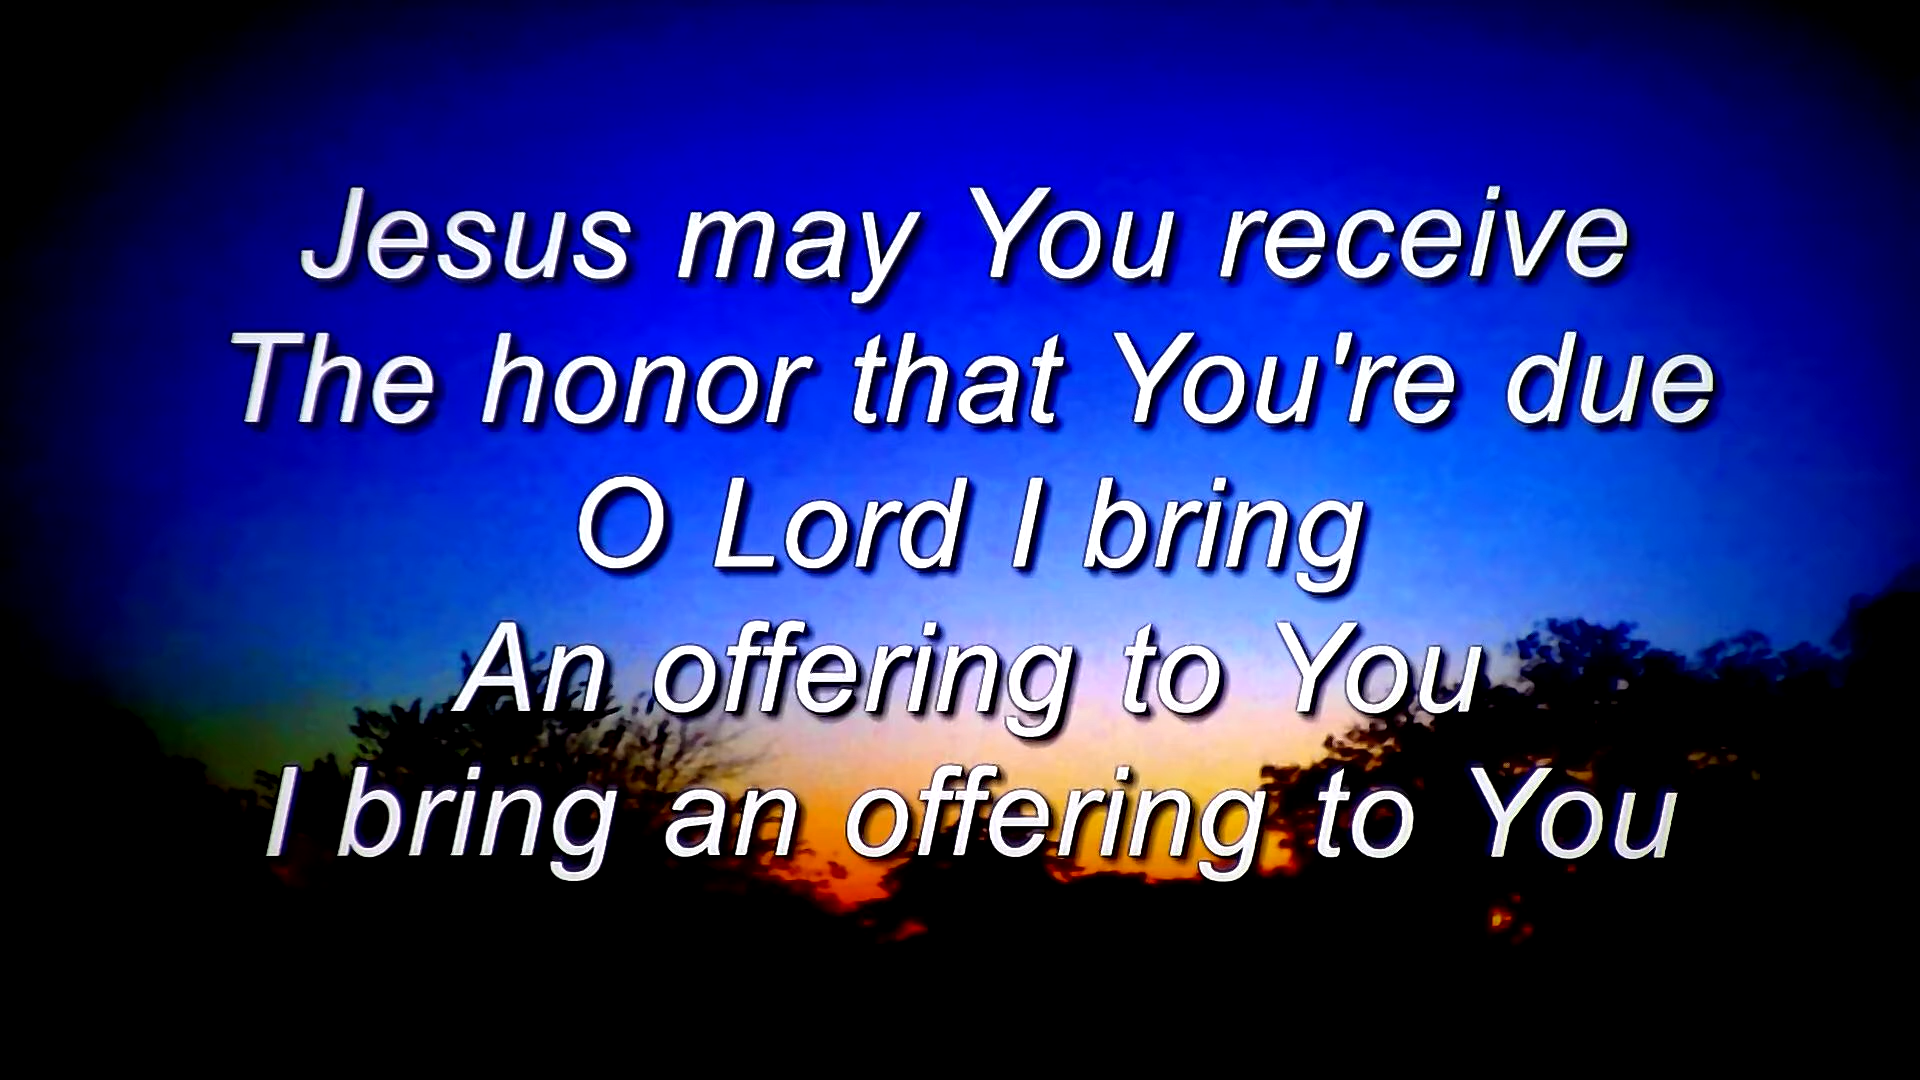 Jesus may You receive
The honor that You're due
O Lord I bring
An offering to You
I bring an offering to You